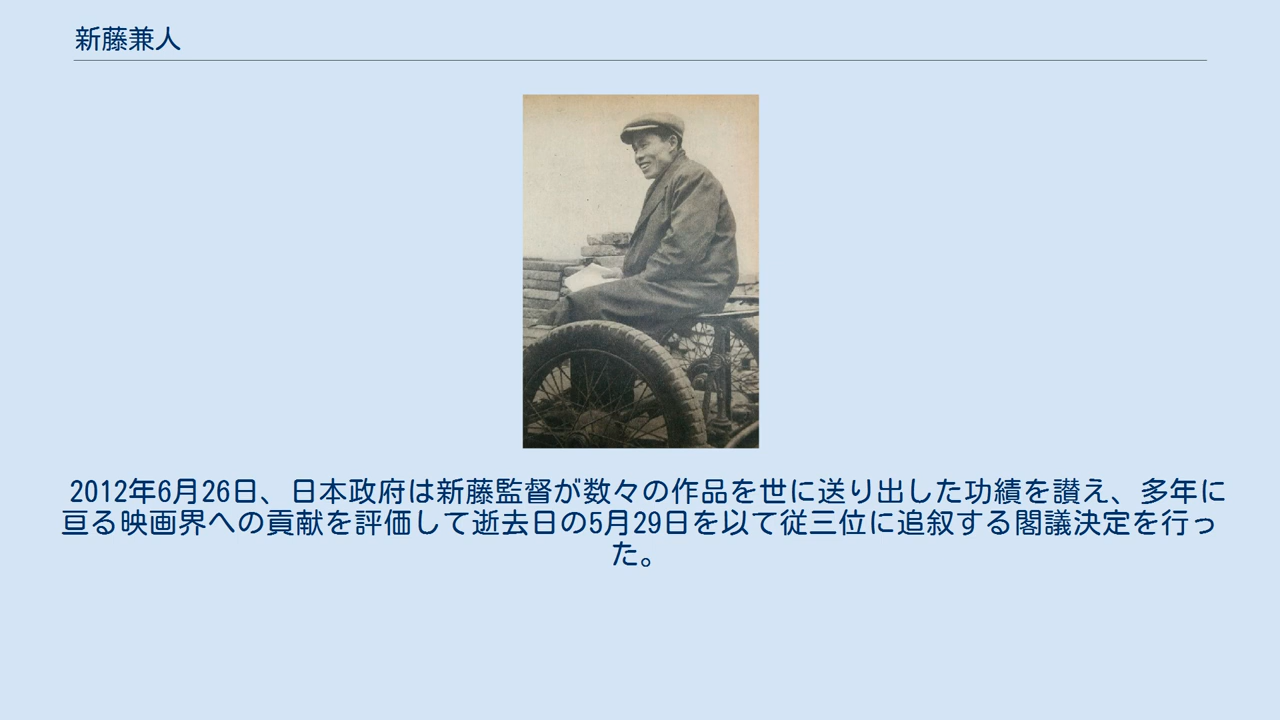 新藤兼人
2012年6月26日、日本政府は新藤監督が数々の作品を世に送り出した功績を讃え、多年に
亘る映画界への貢献を評価して逝去日の5月29日を以て従三位に追叙する閣議決定を行っ
た。